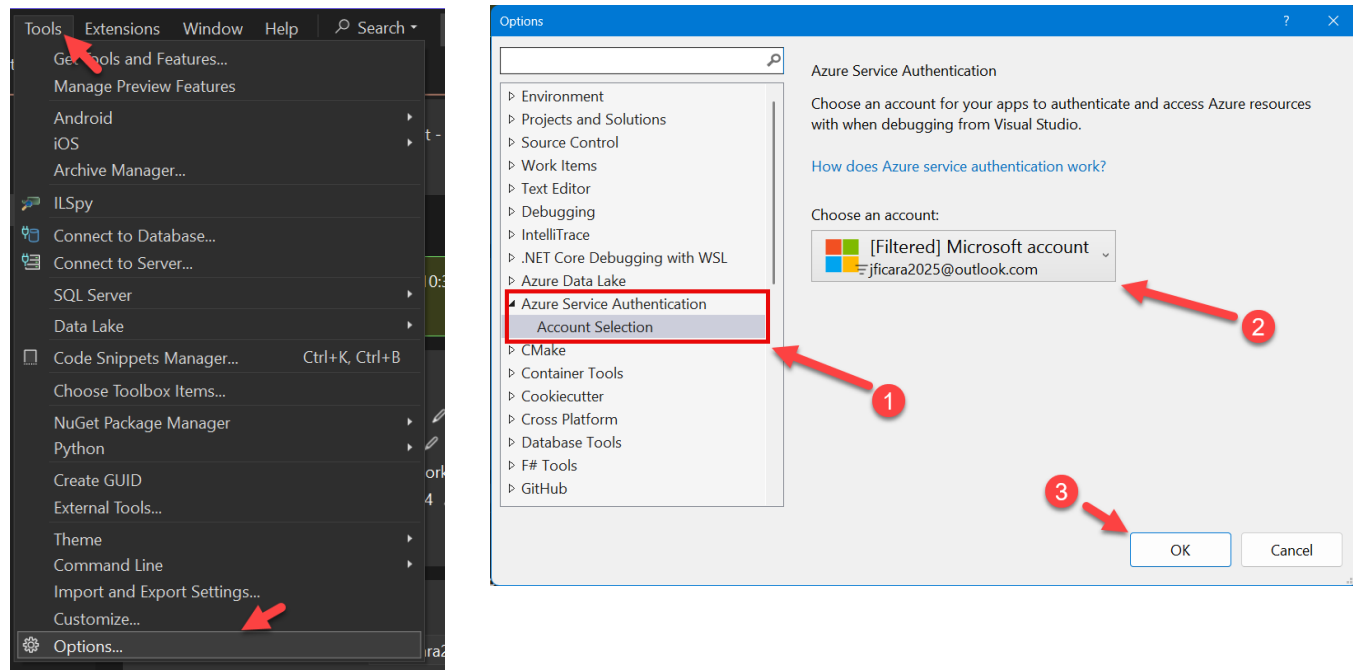 Tools Extensions Window Help Search
Get Tools and Features...
Manage Preview Features
Android
iOS
Archive Manager...
ILSpy
Connect to Database...
Connect to Server...
SQL Server
Data Lake
Code Snippets Manager... Ctrl+K, Ctrl+B
Choose Toolbox Items...
NuGet Package Manager
Python
Create GUID
External Tools...
Theme
Command Line
Import and Export Settings...
Customize...
Options...
Options ?
Environment
Projects and Solutions
Source Control
Work Items
Text Editor
Debugging
IntelliTrace
.NET Core Debugging with WSL
Azure Data Lake
Azure Service Authentication
Account Selection
CMake
Container Tools
Cookiecutter
Cross Platform
Database Tools
F# Tools
GitHub
Azure Service Authentication
Choose an account for your apps to authenticate and access Azure resources
with when debugging from Visual Studio.
How does Azure service authentication work?
Choose an account:
[Filtered] Microsoft account
jficara2025@outlook.com
2
1
3
OK Cancel